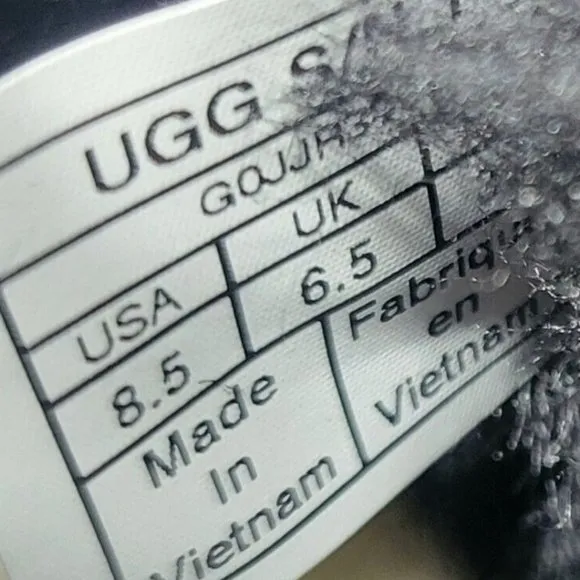 UGG
USA
UK
8.5
6.5
Made
In
Vietnam
Fabriqué
en
Vietnam